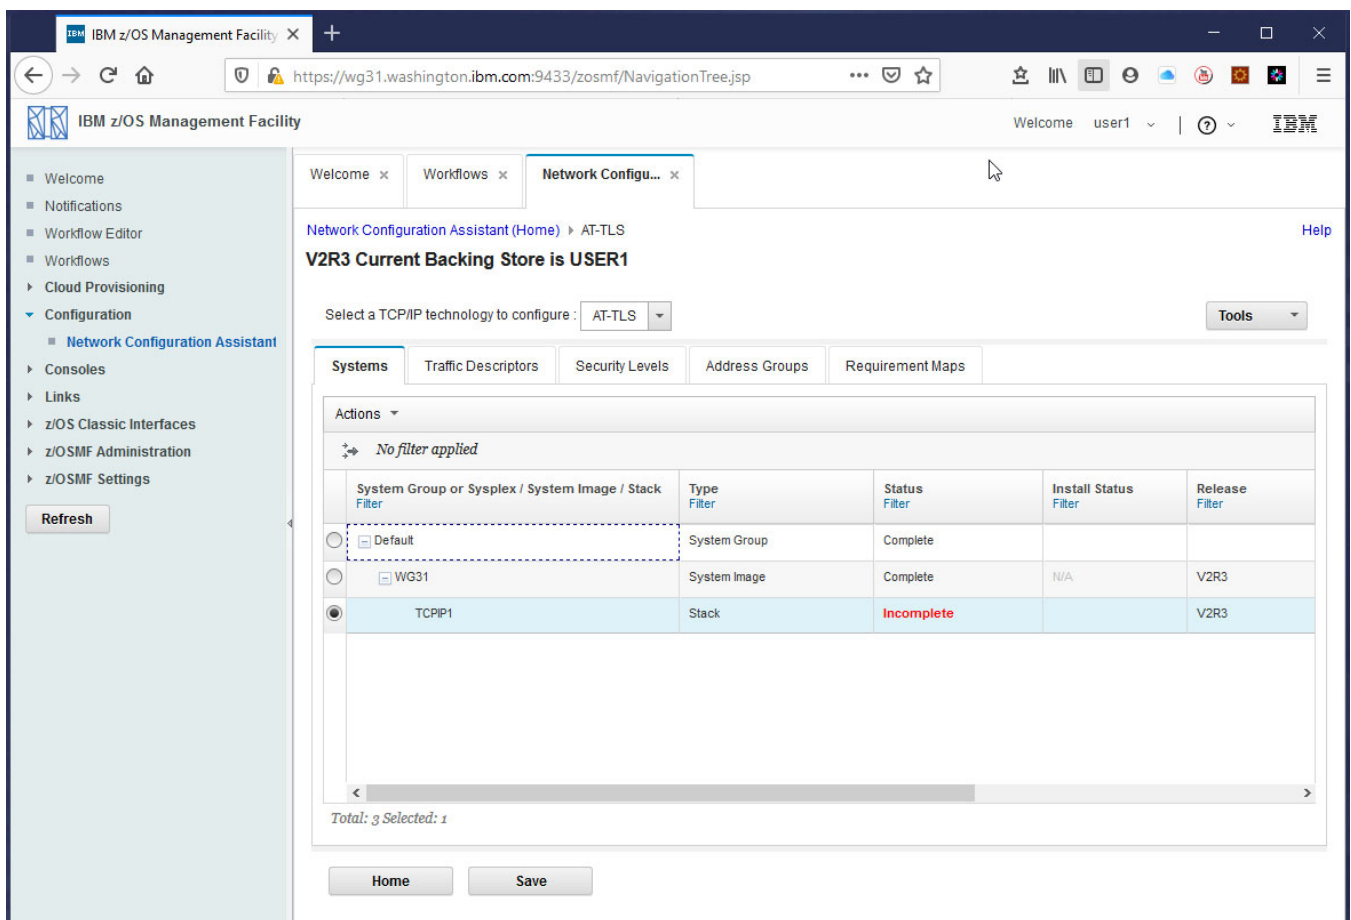 IBM IBM z/OS Management Facility
https://wg31.washington.ibm.com:9433/zosmf/NavigationTree.jsp
IBM z/OS Management Facility
Welcome user1
IBM
Welcome
Notifications
Workflow Editor
Workflows
Cloud Provisioning
Configuration
Network Configuration Assistant
Consoles
Links
z/OS Classic Interfaces
z/OSMF Administration
z/OSMF Settings
Refresh
Welcome Workflows Network Configu...
Network Configuration Assistant (Home) AT-TLS
Help
V2R3 Current Backing Store is USER1
Select a TCP/IP technology to configure : AT-TLS
Tools
Systems Traffic Descriptors Security Levels Address Groups Requirement Maps
Actions
No filter applied
System Group or Sysplex / System Image / Stack Type Status Install Status Release
Filter Filter Filter Filter Filter
Default System Group Complete
WG31 System Image Complete N/A V2R3
TCPIP1 Stack Incomplete V2R3
Total: 3 Selected: 1
Home Save